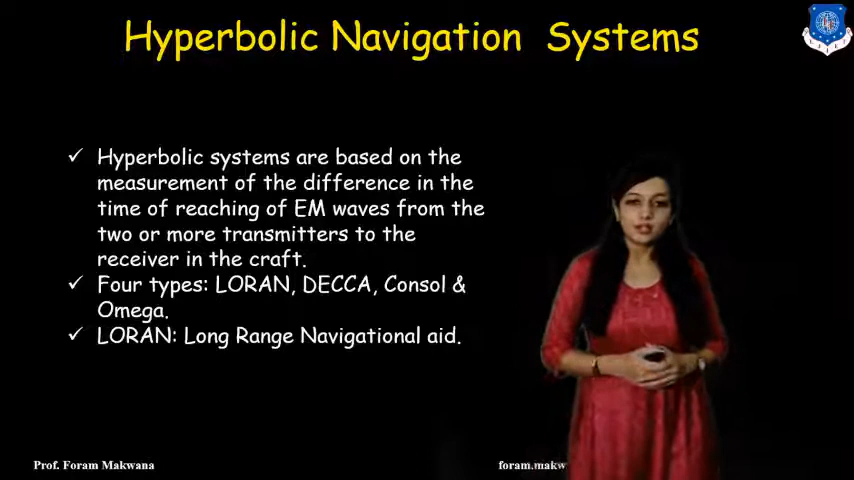 Hyperbolic Navigation Systems
✓ Hyperbolic systems are based on the
measurement of the difference in the
time of reaching of EM waves from the
two or more transmitters to the
receiver in the craft.
✓ Four types: LORAN, DECCA, Consol &
Omega.
✓ LORAN: Long Range Navigational aid.
Prof. Foram Makwana
foram.makw